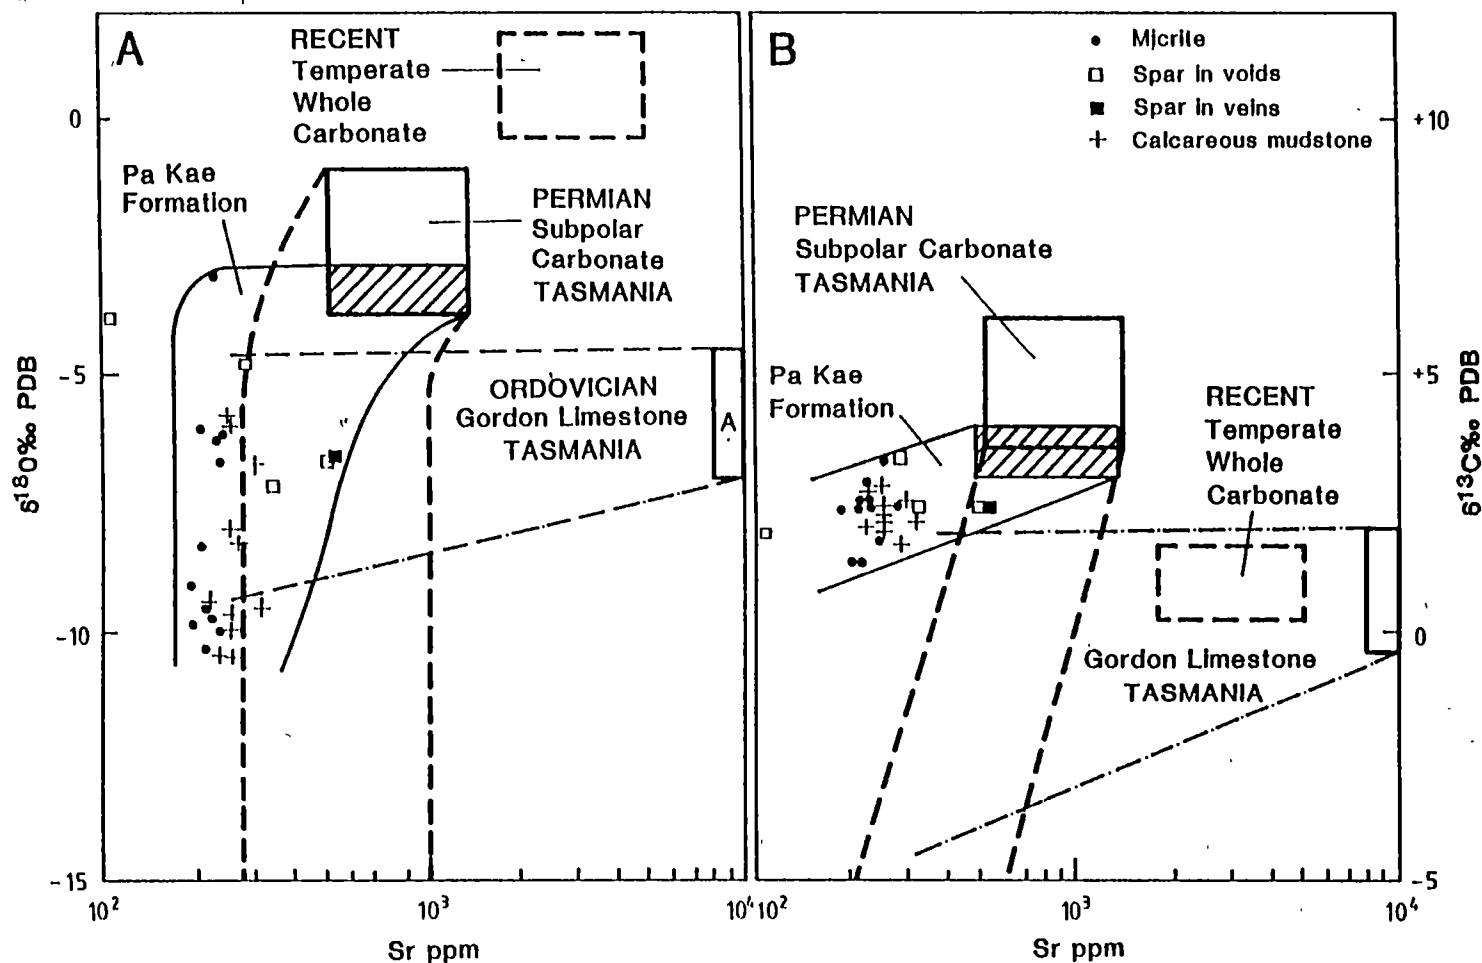 A
RECENT
Temperate
Whole
Carbonate
Pa Kae
Formation
PERMIAN
Subpolar
Carbonate
TASMANIA
ORDOVICIAN
Gordon Limestone
TASMANIA
A
0
-5
-10
-15
δ¹⁸O‰ PDB
10²
10³
10⁴
Sr ppm
B
Micrite
Spar in voids
Spar in veins
Calcareous mudstone
PERMIAN
Subpolar Carbonate
TASMANIA
Pa Kae
Formation
RECENT
Temperate
Whole
Carbonate
Gordon Limestone
TASMANIA
+10
+5
0
-5
δ¹³C‰ PDB
10²
10³
10⁴
Sr ppm